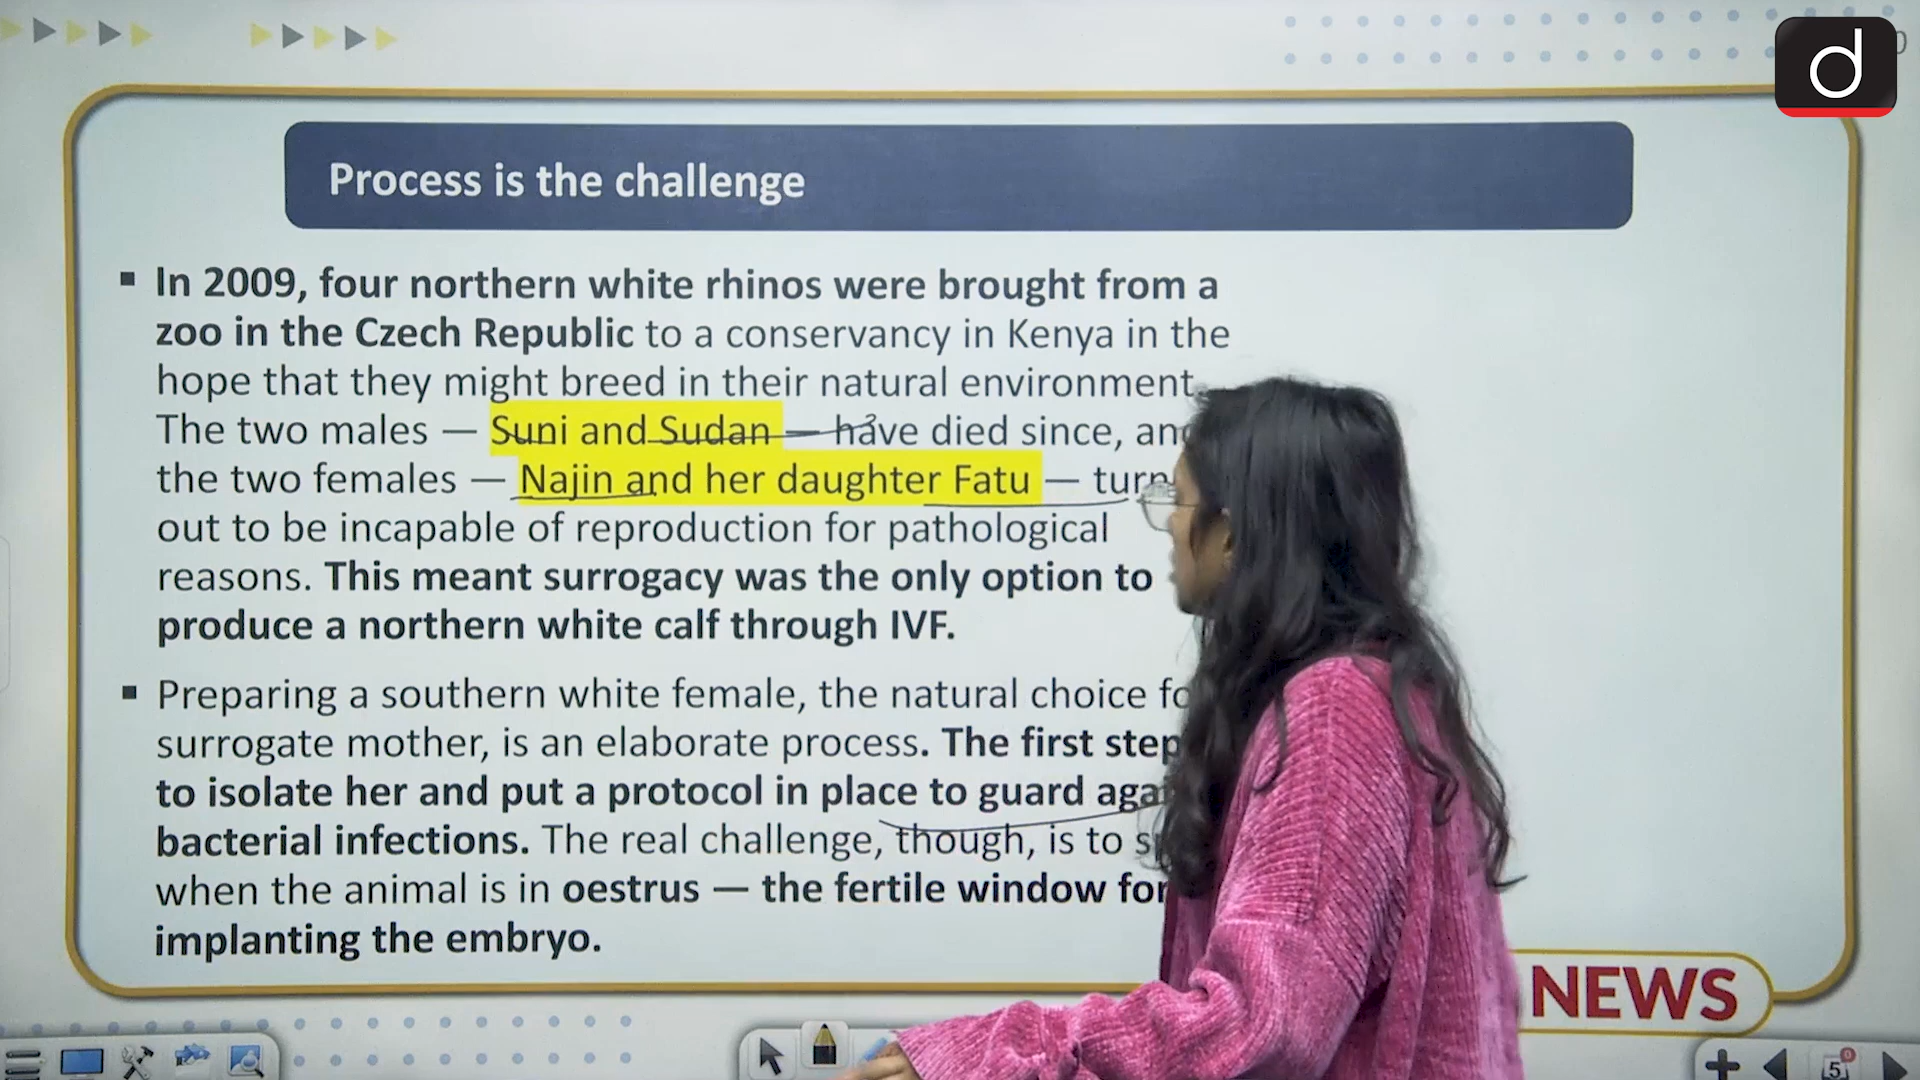 d
Process is the challenge
▪ In 2009, four northern white rhinos were brought from a
zoo in the Czech Republic to a conservancy in Kenya in the
hope that they might breed in their natural environment.
The two males — Suni and Sudan — have died since, and
the two females — Najin and her daughter Fatu —
out to be incapable of reproduction for pathological
reasons. This meant surrogacy was the only option to
produce a northern white calf through IVF.
▪ Preparing a southern white female, the natural choice
surrogate mother, is an elaborate process. The first step
to isolate her and put a protocol in place to guard
bacterial infections. The real challenge, though, is to
when the animal is in oestrus — the fertile window for
implanting the embryo.
NEWS
5
0